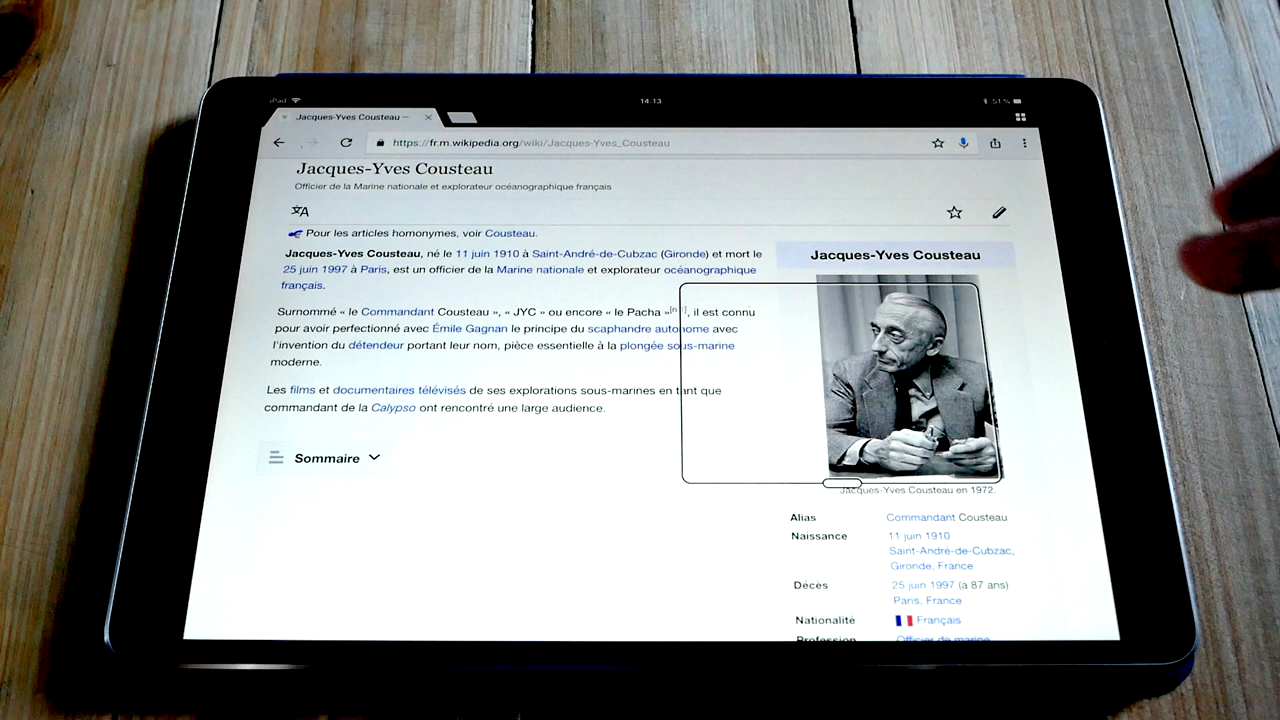 iPad
14.13
51 %
Jacques-Yves Cousteau —
https://fr.m.wikipedia.org/wiki/Jacques-Yves_Cousteau
Jacques-Yves Cousteau
Officier de la Marine nationale et explorateur océanographique français
Pour les articles homonymes, voir Cousteau.
Jacques-Yves Cousteau, né le 11 juin 1910 à Saint-André-de-Cubzac (Gironde) et mort le
25 juin 1997 à Paris, est un officier de la Marine nationale et explorateur océanographique
français.
Surnommé « le Commandant Cousteau », « JYC » ou encore « le Pacha », il est connu
pour avoir perfectionné avec Émile Gagnan le principe du scaphandre autonome avec
l'invention du détendeur portant leur nom, pièce essentielle à la plongée sous-marine
moderne.
Les films et documentaires télévisés de ses explorations sous-marines en tant que
commandant de la Calypso ont rencontré une large audience.
Sommaire
Jacques-Yves Cousteau
Jacques-Yves Cousteau en 1972.
Alias Commandant Cousteau
Naissance 11 juin 1910
Saint-André-de-Cubzac,
Gironde, France
Décès 25 juin 1997 (à 87 ans)
Paris, France
Nationalité Français
Profession Officier de marine